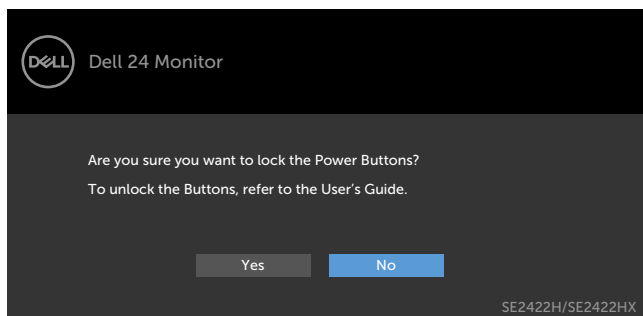 DELL
Dell 24 Monitor
Are you sure you want to lock the Power Buttons?
To unlock the Buttons, refer to the User's Guide.
Yes
No
SE2422H/SE2422HX